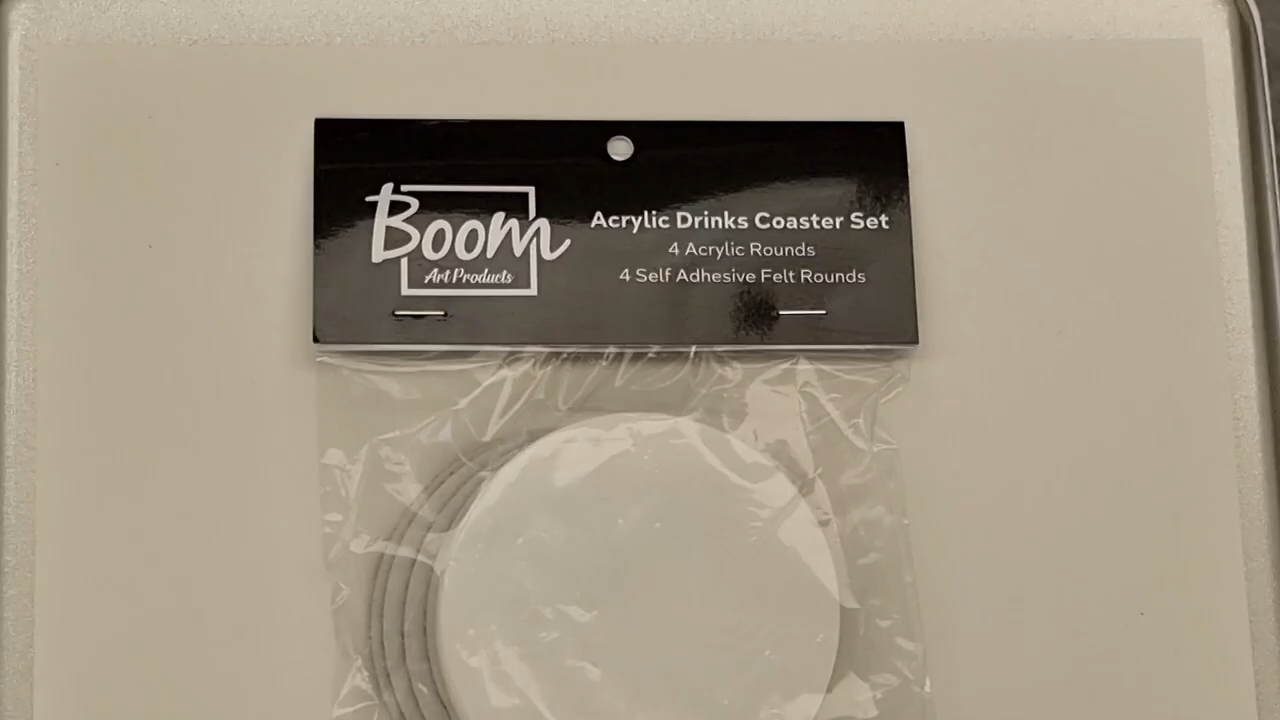 Boom
Art Products
Acrylic Drinks Coaster Set
4 Acrylic Rounds
4 Self Adhesive Felt Rounds